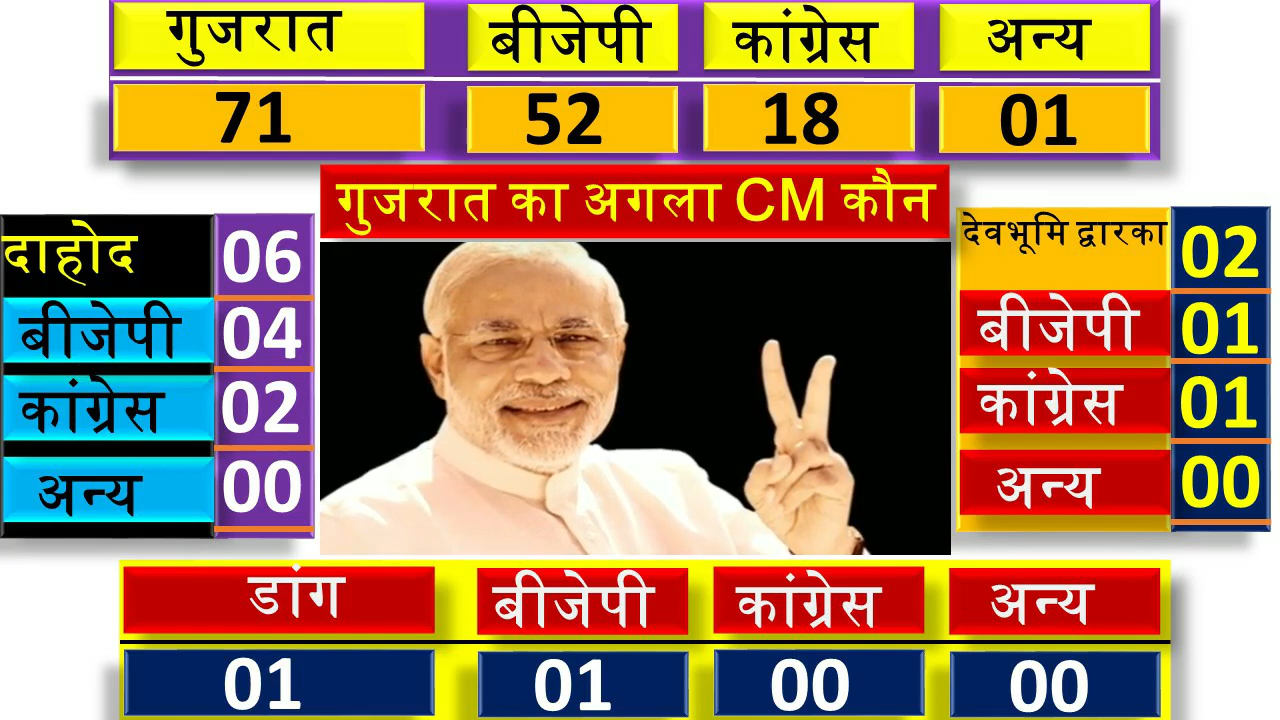 गुजरात बीजेपी कांग्रेस अन्य
71 52 18 01
गुजरात का अगला CM कौन
दाहोद 06
बीजेपी 04
कांग्रेस 02
अन्य 00
देवभूमि द्वारका 02
बीजेपी 01
कांग्रेस 01
अन्य 00
डांग बीजेपी कांग्रेस अन्य
01 01 00 00